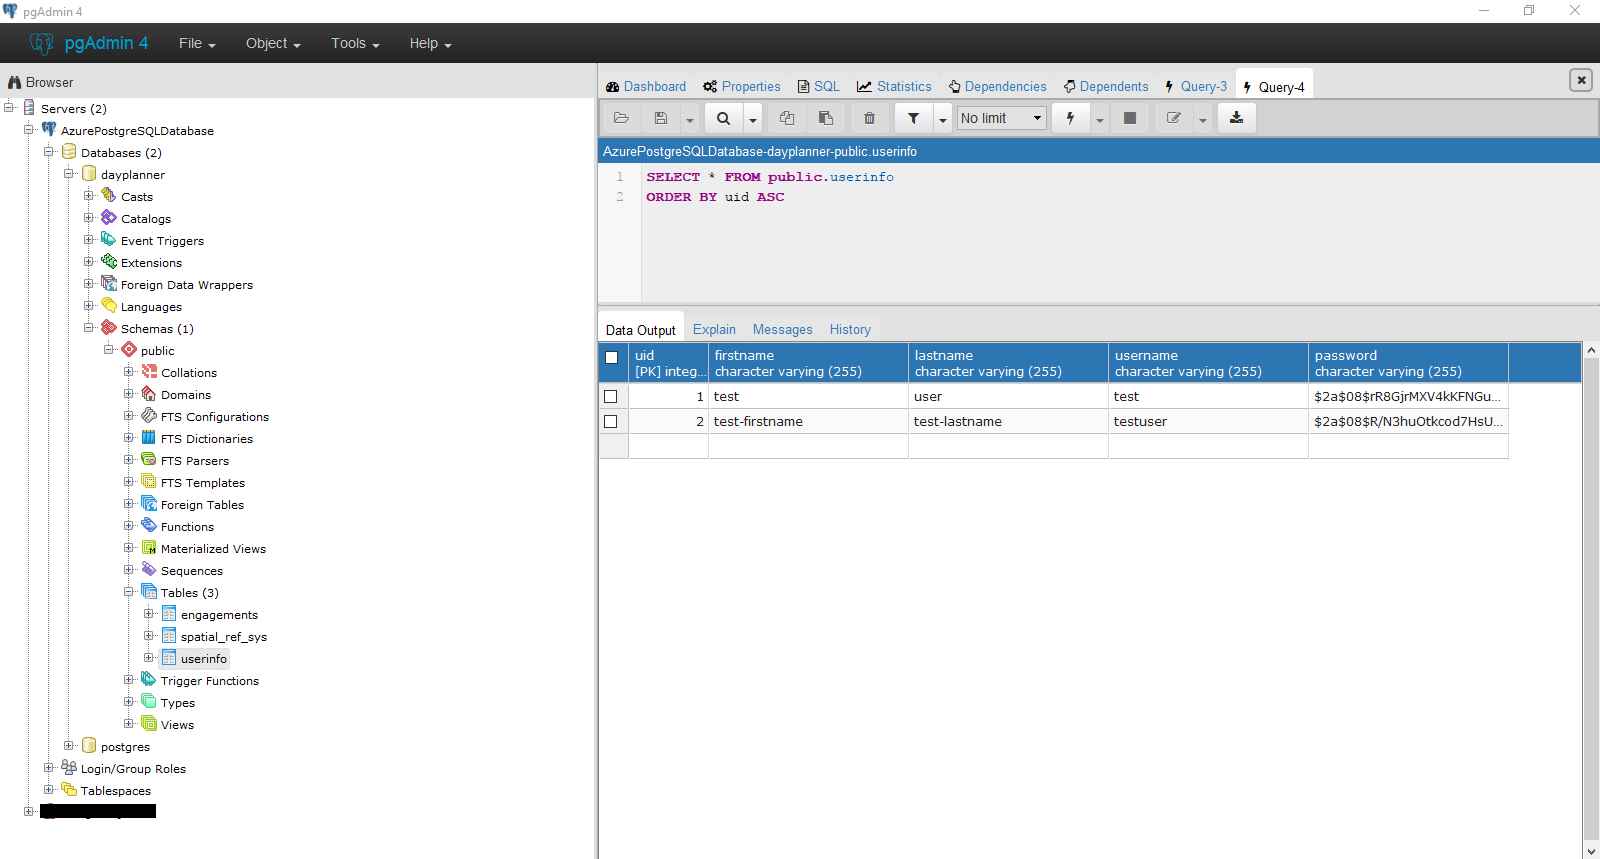 pgAdmin 4
pgAdmin 4 File Object Tools Help
Browser
Servers (2)
AzurePostgreSQLDatabase
Databases (2)
dayplanner
Casts
Catalogs
Event Triggers
Extensions
Foreign Data Wrappers
Languages
Schemas (1)
public
Collations
Domains
FTS Configurations
FTS Dictionaries
FTS Parsers
FTS Templates
Foreign Tables
Functions
Materialized Views
Sequences
Tables (3)
engagements
spatial_ref_sys
userinfo
Trigger Functions
Types
Views
postgres
Login/Group Roles
Tablespaces
Dashboard Properties SQL Statistics Dependencies Dependents Query-3 Query-4
No limit
AzurePostgreSQLDatabase-dayplanner-public.userinfo
1 SELECT * FROM public.userinfo
2 ORDER BY uid ASC
Data Output Explain Messages History
uid firstname lastname username password
[PK] integ... character varying (255) character varying (255) character varying (255) character varying (255)
1 test user test $2a$08$rR8GjrMXV4kKFNGu...
2 test-firstname test-lastname testuser $2a$08$R/N3huOtkcod7HsU...